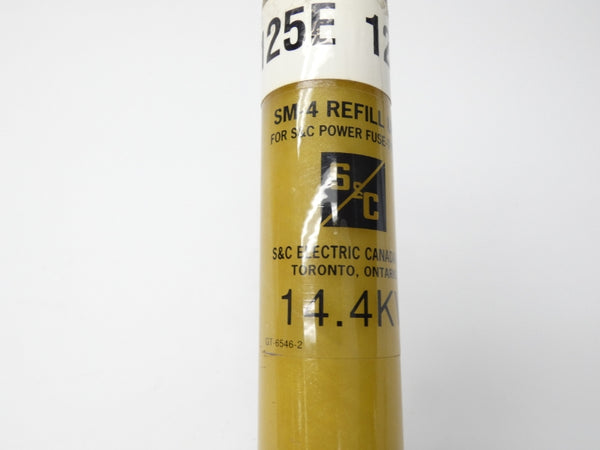 125E 12
SM-4 REFILL
FOR S&C POWER FUSE-
S&C
S&C ELECTRIC CANAD
TORONTO, ONTAR
14.4K
GT-6546-2